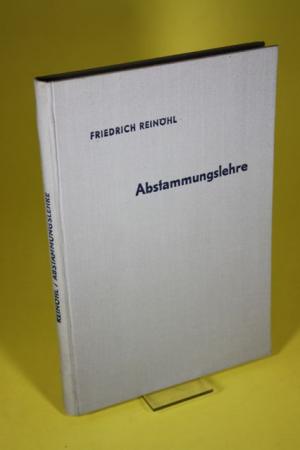 FRIEDRICH REINÖHL
Abstammungslehre
REINÖHL / ABSTAMMUNGSLEHRE